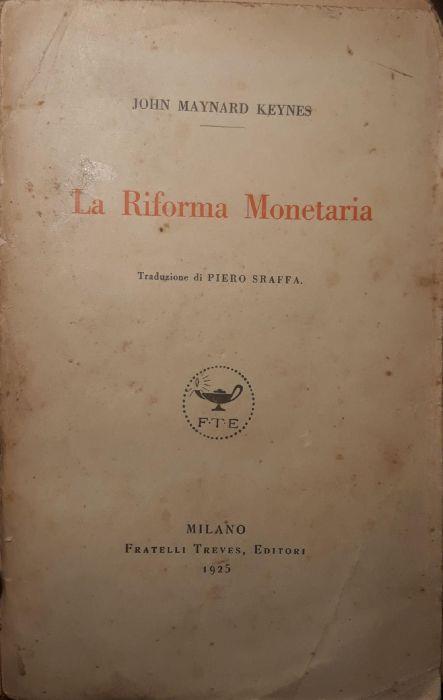 JOHN MAYNARD KEYNES
La Riforma Monetaria
Traduzione di PIERO SRAFFA.
F·T·E
MILANO
FRATELLI TREVES, EDITORI
1925